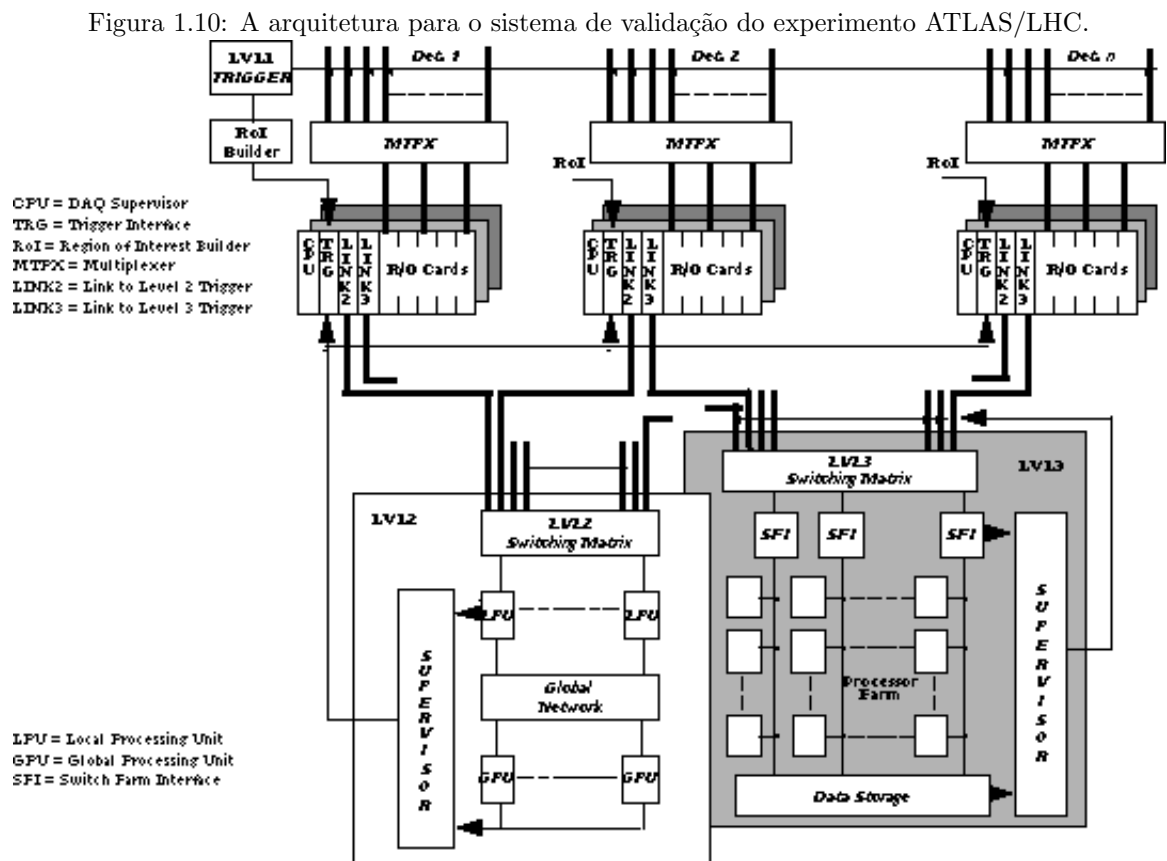 Figura 1.10: A arquitetura para o sistema de validação do experimento ATLAS/LHC.
LVL1
TRIGGER
Det. 1
Det. 2
Det. n
RoI
Builder
MTPX
MTPX
MTPX
RoI
RoI
CPU = DAQ Supervisor
TRG = Trigger Interface
RoI = Region of Interest Builder
MTPX = Multiplexer
LINK2 = Link to Level 2 Trigger
LINK3 = Link to Level 3 Trigger
CPU
TRG
LINK2
LINK3
R/O Cards
CPU
TRG
LINK2
LINK3
R/O Cards
CPU
TRG
LINK2
LINK3
R/O Cards
LVL3
Switching Matrix
LVL3
LVL2
LVL2
Switching Matrix
SFI
SFI
SFI
LPU
LPU
SUPERVISOR
SUPERVISOR
Global
Network
Processor
Farm
GPU
GPU
Data Storage
LPU = Local Processing Unit
GPU = Global Processing Unit
SFI = Switch Farm Interface